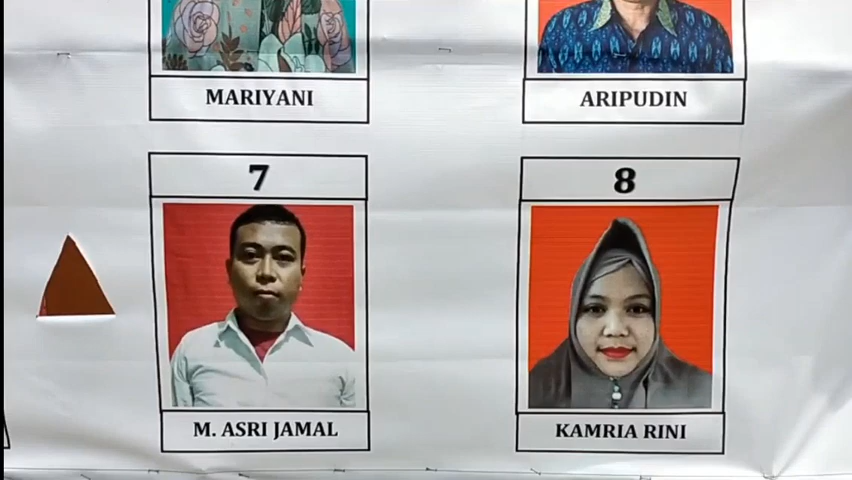 MARIYANI
ARIPUDIN
7
8
M. ASRI JAMAL
KAMRIA RINI